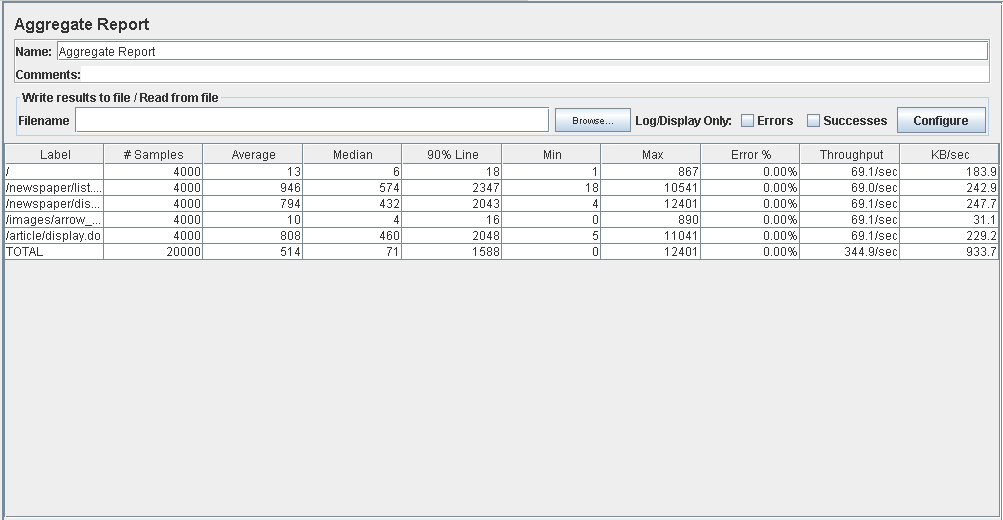 Aggregate Report
Name: Aggregate Report
Comments:
Write results to file / Read from file
Filename Browse... Log/Display Only: Errors Successes Configure
Label # Samples Average Median 90% Line Min Max Error % Throughput KB/sec
/ 4000 13 6 18 1 867 0.00% 69.1/sec 183.9
/newspaper/list.... 4000 946 574 2347 18 10541 0.00% 69.0/sec 242.9
/newspaper/dis... 4000 794 432 2043 4 12401 0.00% 69.1/sec 247.7
/images/arrow_... 4000 10 4 16 0 890 0.00% 69.1/sec 31.1
/article/display.do 4000 808 460 2048 5 11041 0.00% 69.1/sec 229.2
TOTAL 20000 514 71 1588 0 12401 0.00% 344.9/sec 933.7